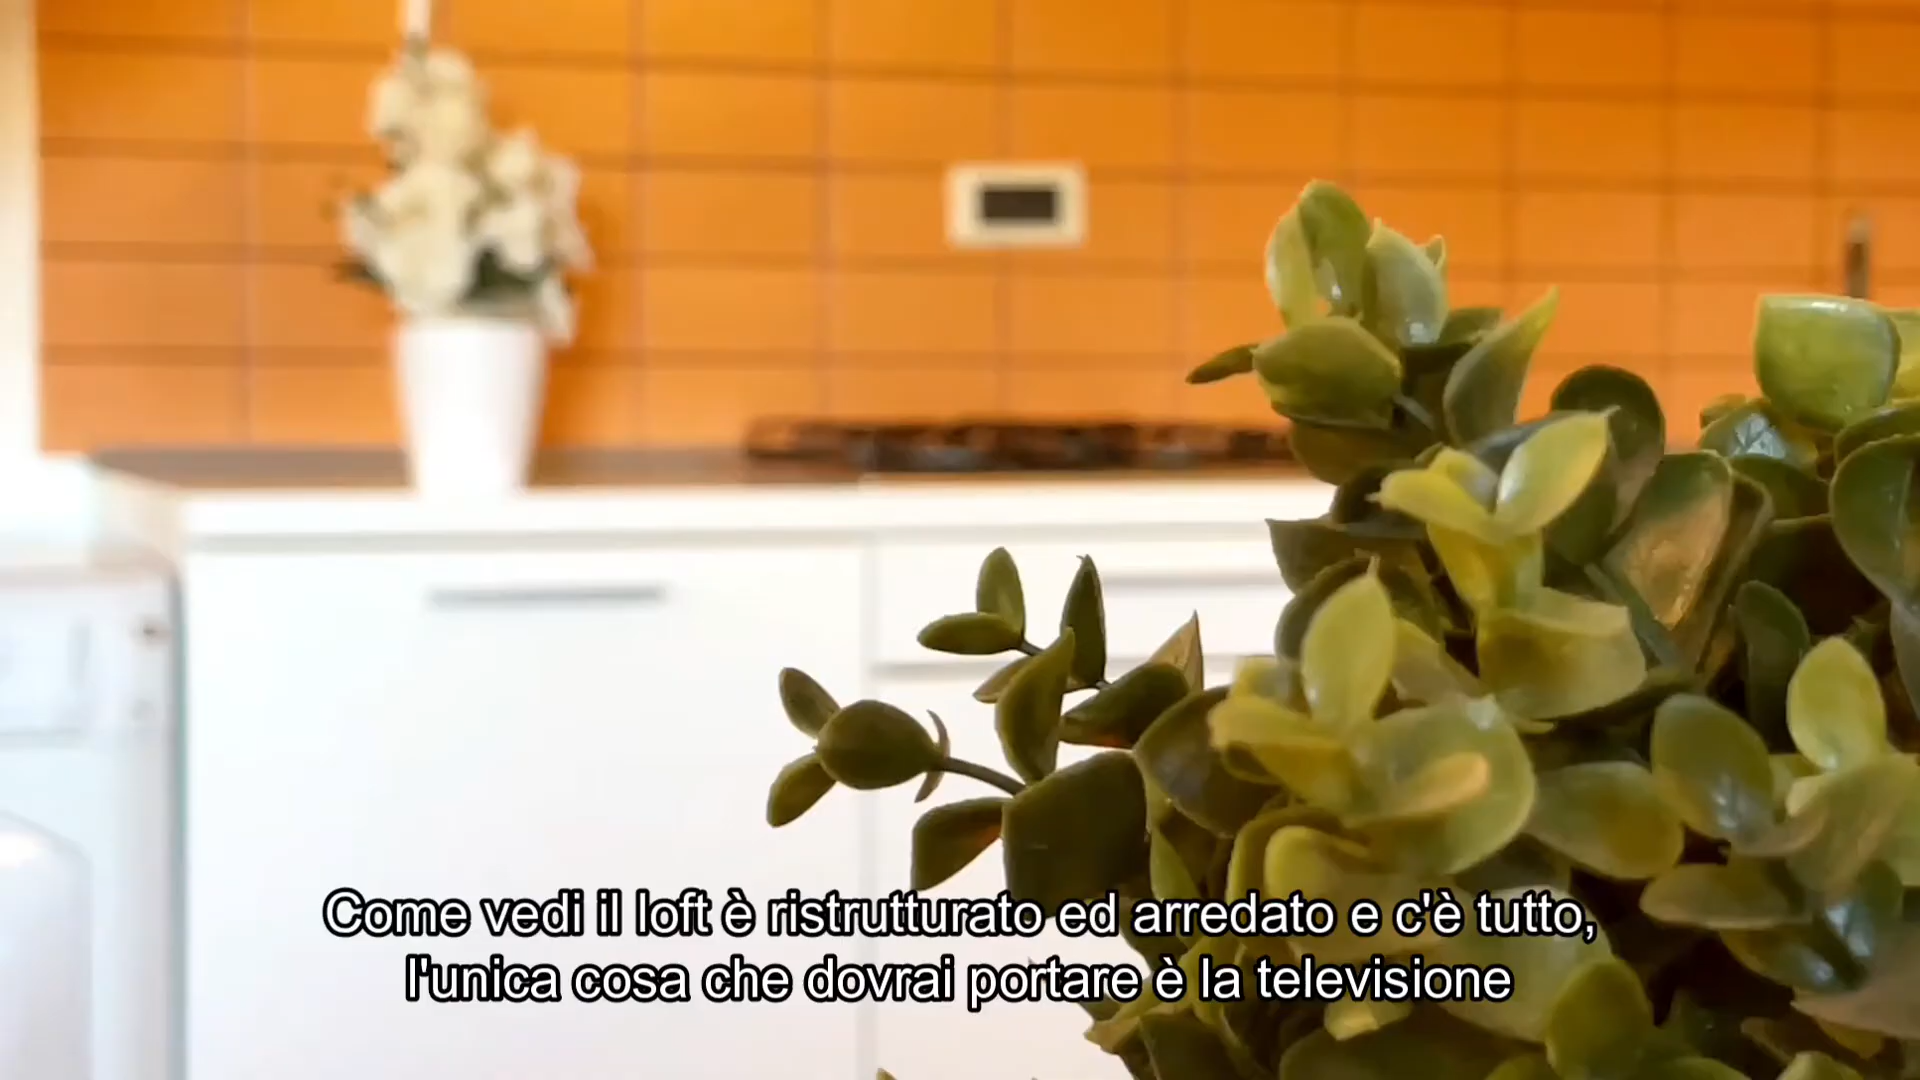 Come vedi il loft è ristrutturato ed arredato e c'è tutto,
l'unica cosa che dovrai portare è la televisione